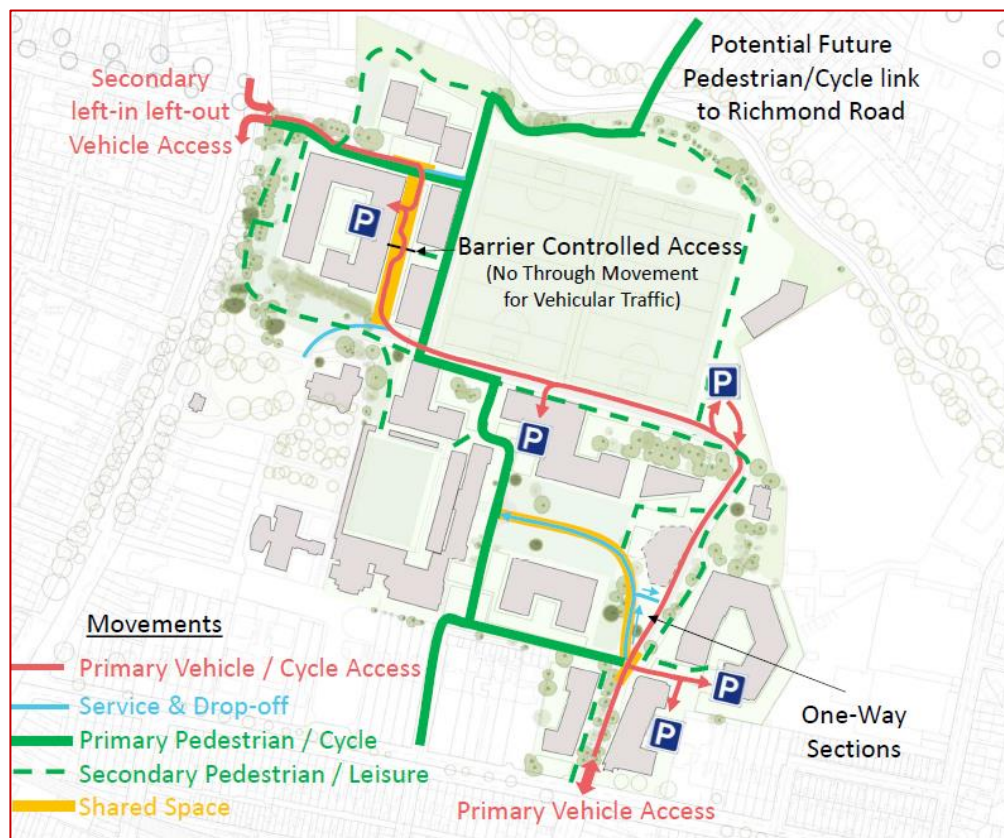 Potential Future
Pedestrian/Cycle link
to Richmond Road
Secondary
left-in left-out
Vehicle Access
P
Barrier Controlled Access
(No Through Movement
for Vehicular Traffic)
P
P
Movements
Primary Vehicle / Cycle Access
Service & Drop-off
Primary Pedestrian / Cycle
Secondary Pedestrian / Leisure
Shared Space
P
P
One-Way
Sections
Primary Vehicle Access